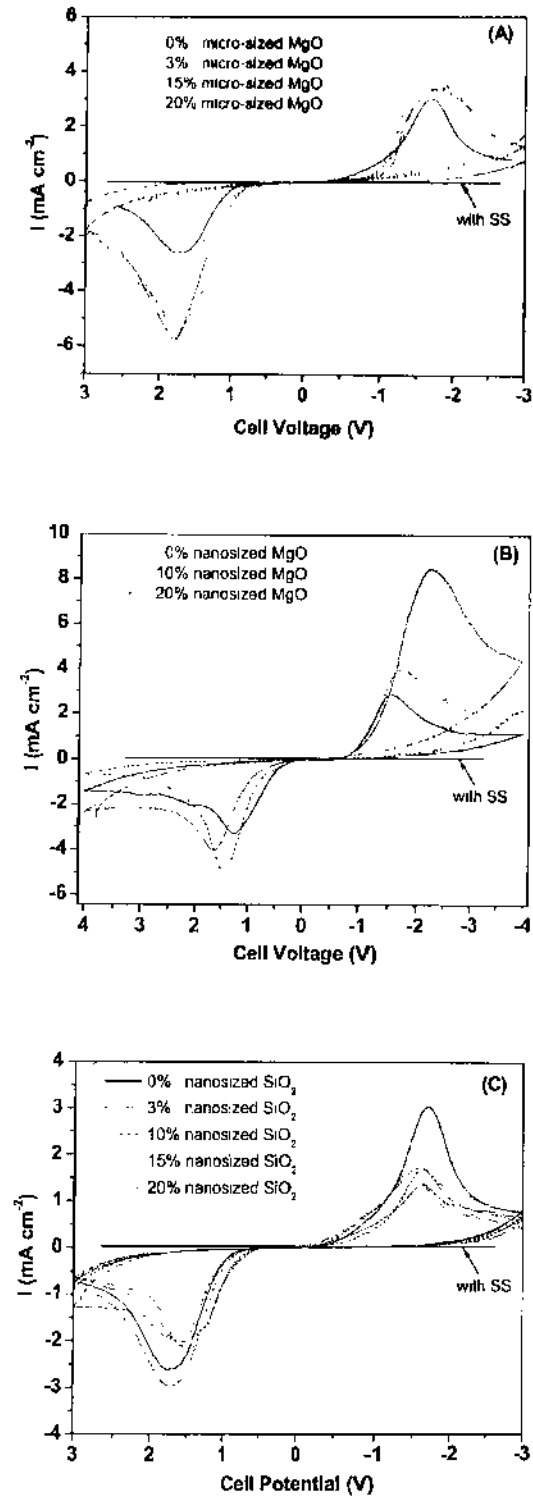 (A)
0% micro-sized MgO
3% micro-sized MgO
15% micro-sized MgO
20% micro-sized MgO
I (mA cm-2)
6
4
2
0
-2
-4
-6
with SS
3 2 1 0 -1 -2 -3
Cell Voltage (V)
(B)
0% nanosized MgO
10% nanosized MgO
20% nanosized MgO
I (mA cm-2)
10
8
6
4
2
0
-2
-4
-6
with SS
4 3 2 1 0 -1 -2 -3 -4
Cell Voltage (V)
(C)
0% nanosized SiO2
3% nanosized SiO2
10% nanosized SiO2
15% nanosized SiO2
20% nanosized SiO2
I (mA cm-2)
4
3
2
1
0
-1
-2
-3
-4
with SS
3 2 1 0 -1 -2 -3
Cell Potential (V)